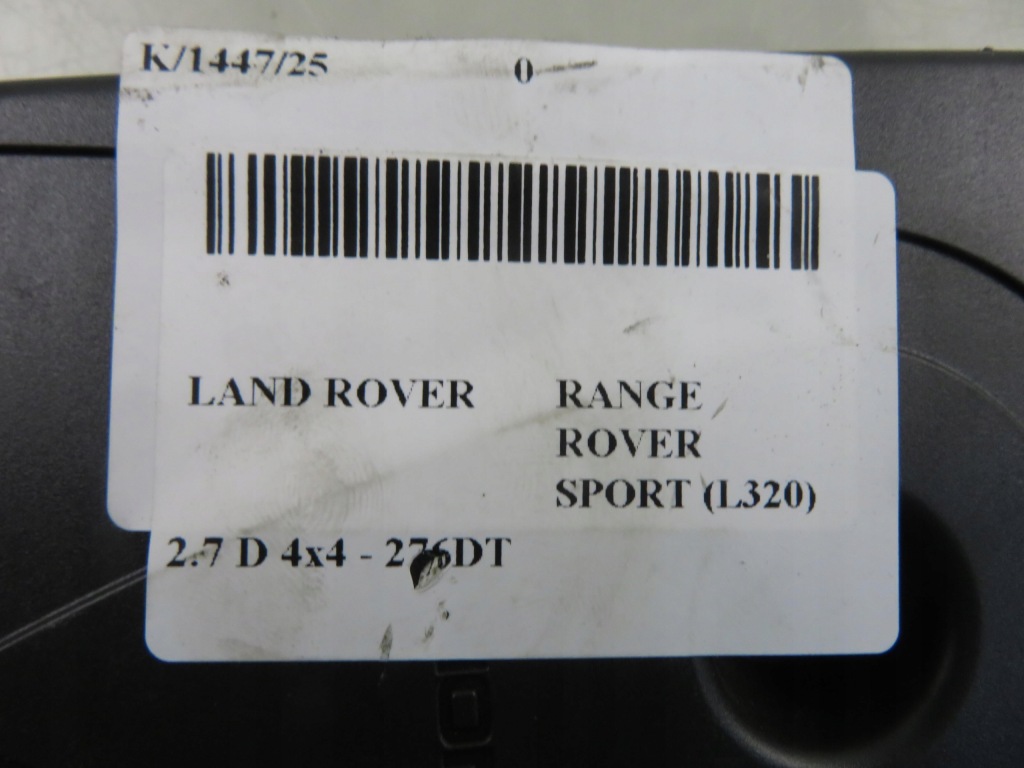 K/1447/25 0
LAND ROVER RANGE
ROVER
SPORT (L320)
2.7 D 4x4 - 276DT